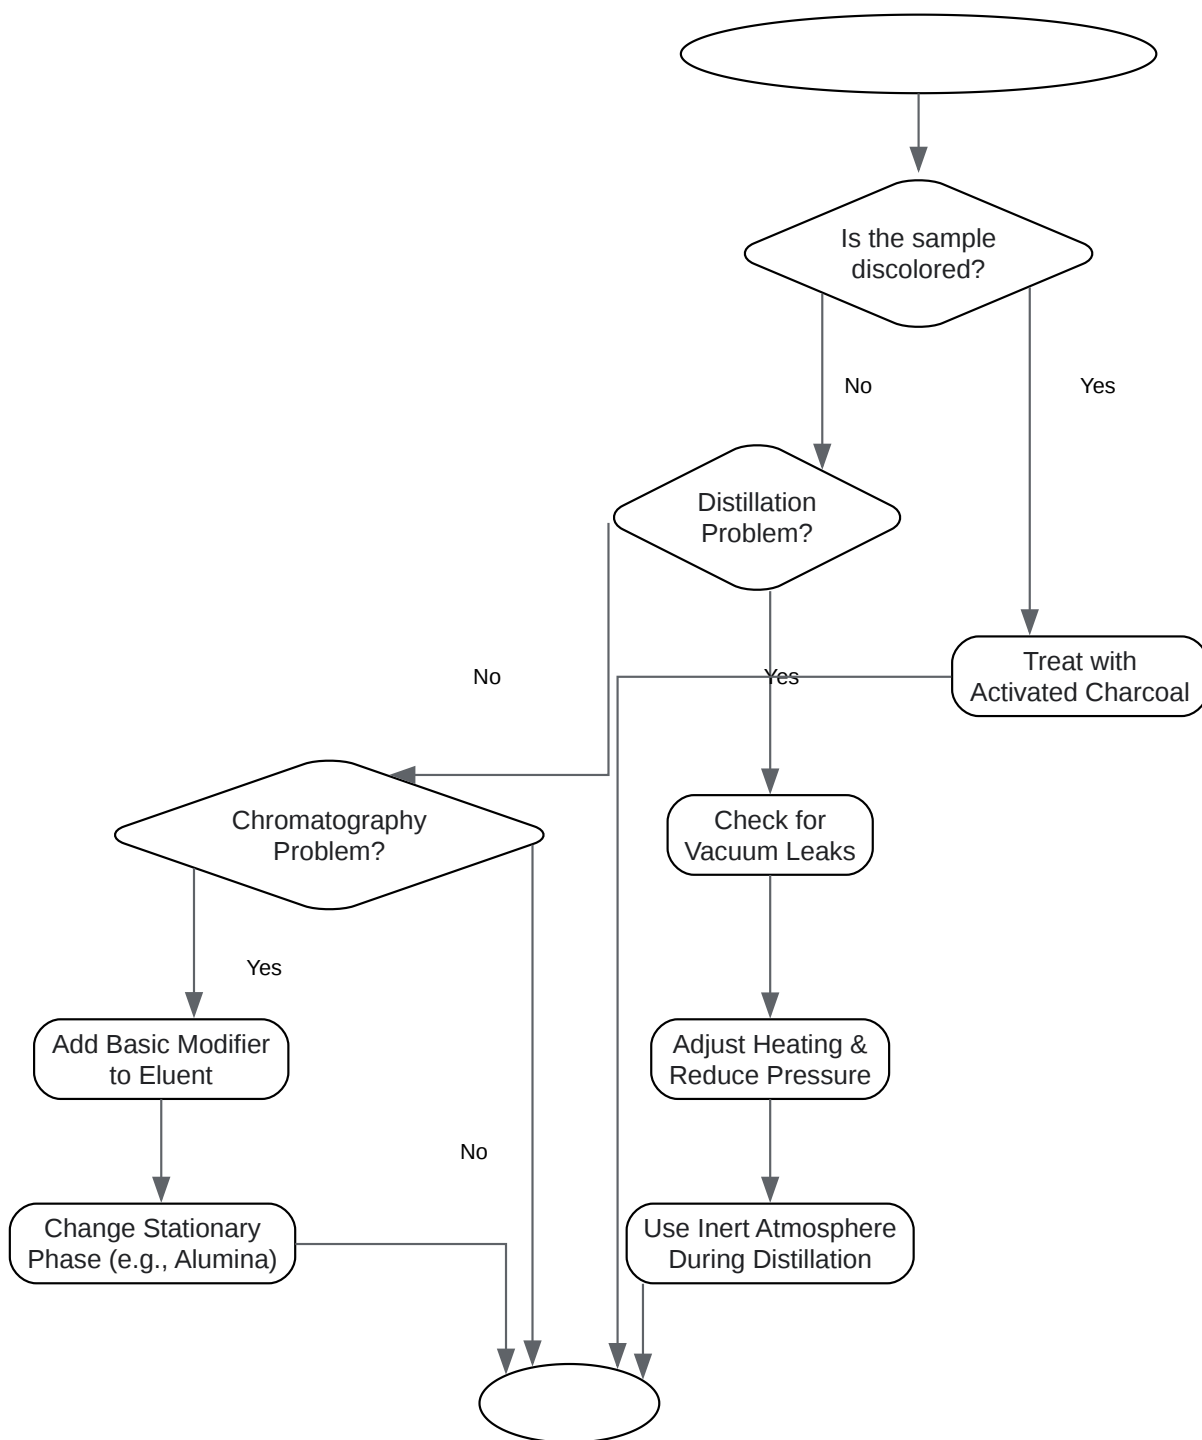 Is the sample
discolored?
No
Yes
Distillation
Problem?
No
Yes
Treat with
Activated Charcoal
Chromatography
Problem?
Check for
Vacuum Leaks
Yes
Add Basic Modifier
to Eluent
Adjust Heating &
Reduce Pressure
No
Change Stationary
Phase (e.g., Alumina)
Use Inert Atmosphere
During Distillation